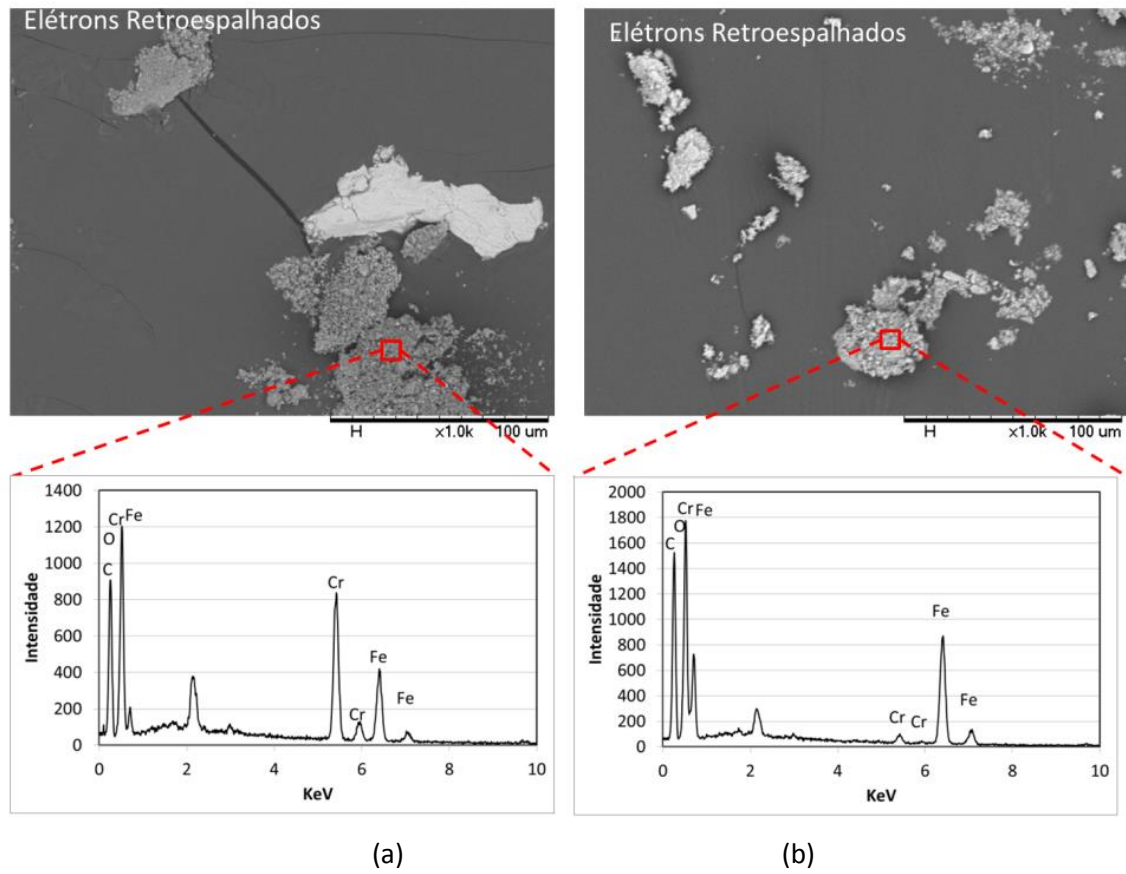 Elétrons Retroespalhados
Elétrons Retroespalhados
H ×1.0k 100 um
H ×1.0k 100 um
1400
1200
1000
800
600
400
200
0
Intensidade
Cr Fe
O
C
Cr
Cr
Fe
Fe
0 2 4 6 8 10
KeV
2000
1800
1600
1400
1200
1000
800
600
400
200
0
Intensidade
Cr Fe
O
C
Fe
Cr Cr Fe
0 2 4 6 8 10
KeV
(a) (b)